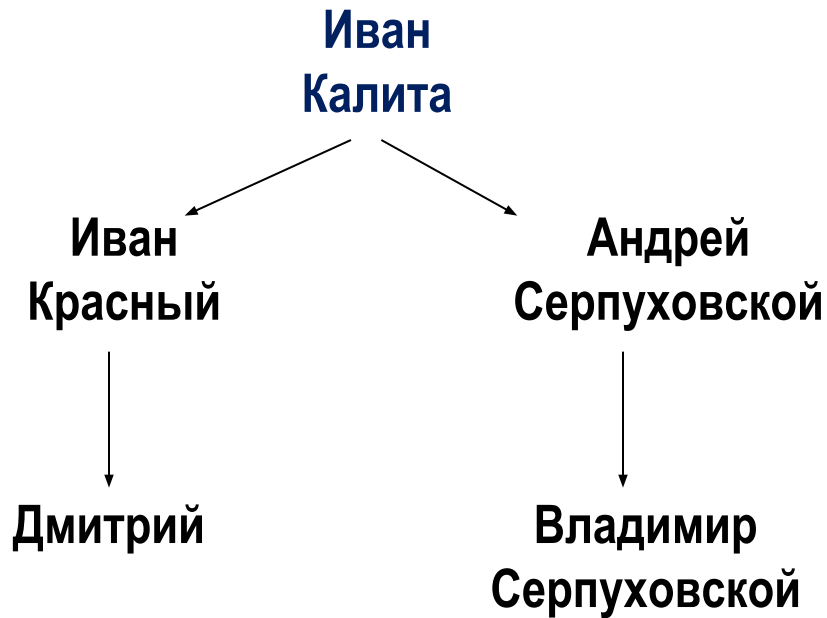 Иван
Калита
Иван
Красный
Андрей
Серпуховской
Дмитрий
Владимир
Серпуховской